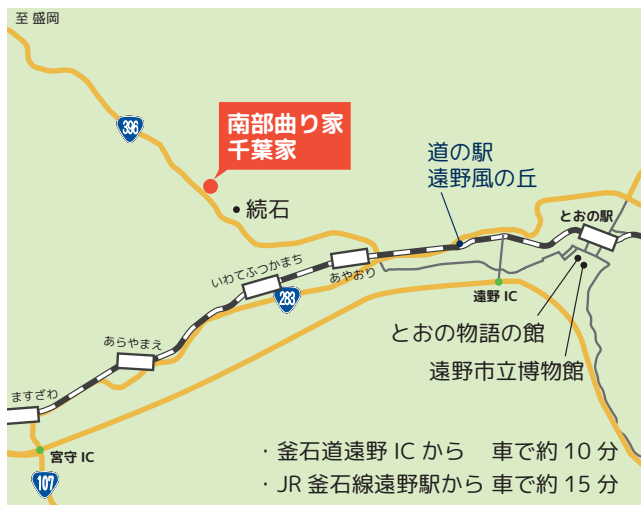 至 盛岡
396
南部曲り家
千葉家
続石
道の駅
遠野風の丘
とおの駅
いわてふつかまち
あやおり
283
遠野 IC
とおの物語の館
遠野市立博物館
あらやまえ
ますざわ
宮守 IC
107
・釜石道遠野 IC から　車で約 10 分
・JR 釜石線遠野駅から 車で約 15 分